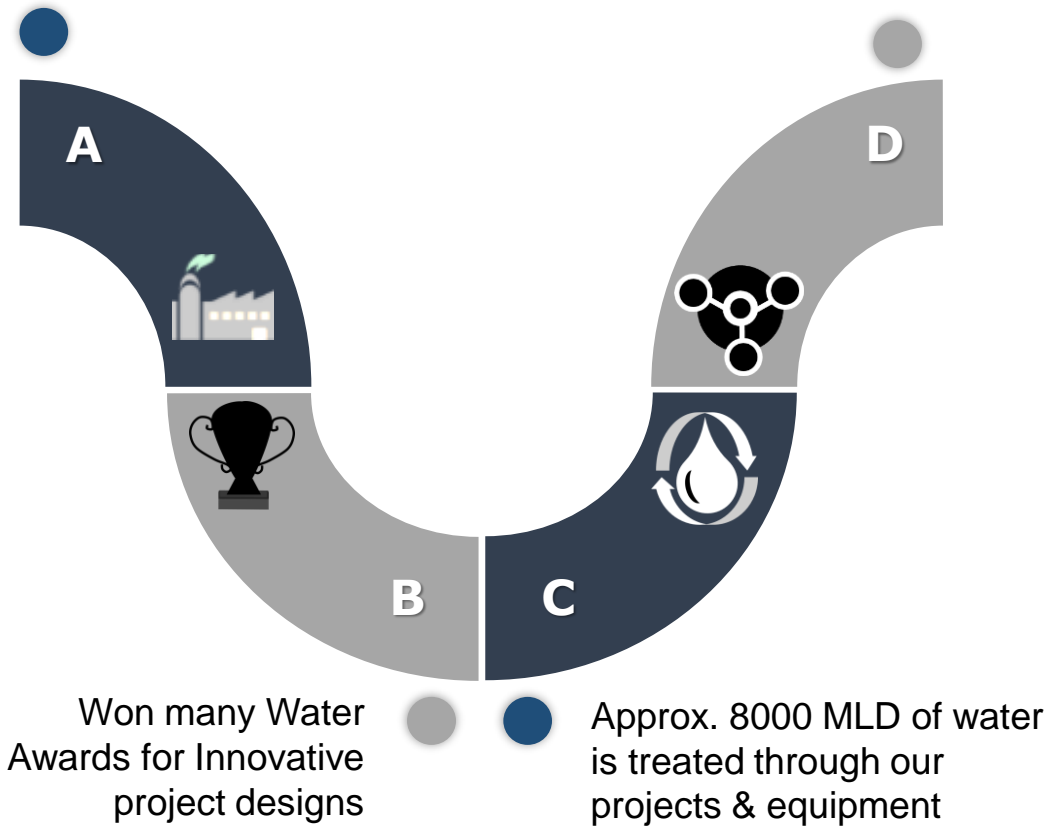 A
D
B
C
Won many Water
Awards for Innovative
project designs
Approx. 8000 MLD of water
is treated through our
projects & equipment